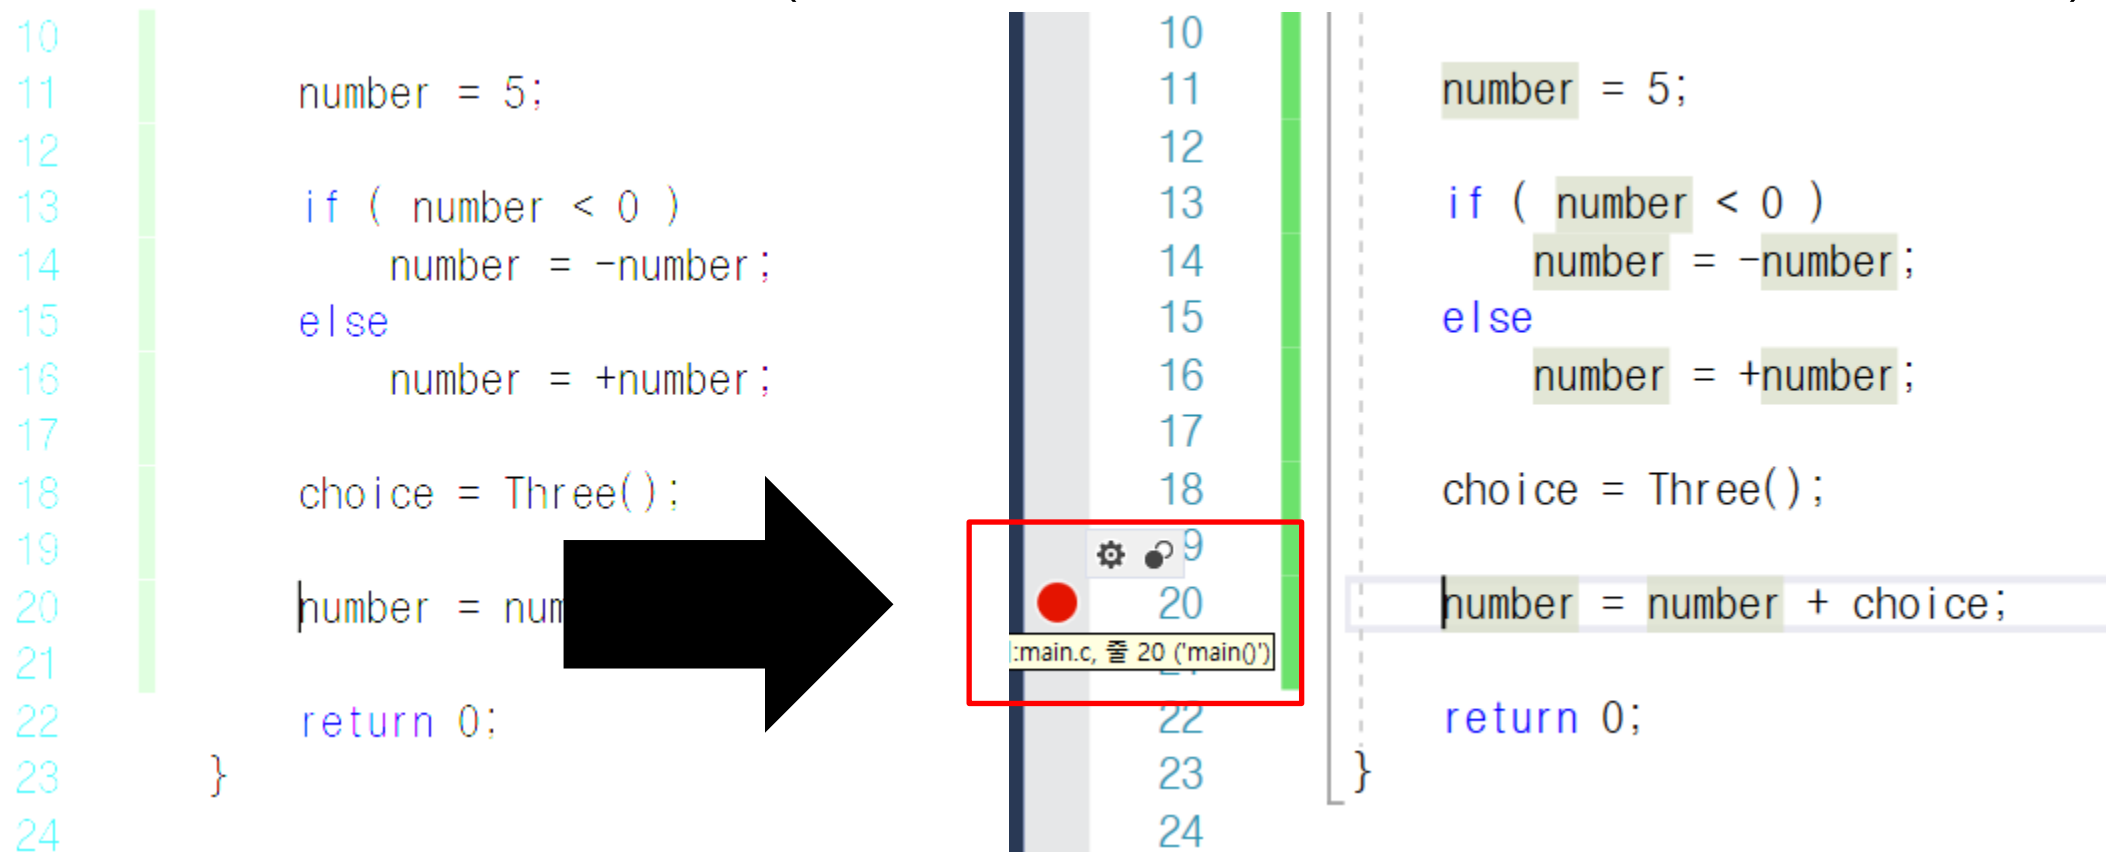 10
11 number = 5;
12
13 if ( number < 0 )
14 number = -number;
15 else
16 number = +number;
17
18 choice = Three();
19
20 number = num
21
22 return 0;
23 }
24
10
11 number = 5;
12
13 if ( number < 0 )
14 number = -number;
15 else
16 number = +number;
17
18 choice = Three();
9
20 number = number + choice;
:main.c, 줄 20 ('main()')
22 return 0;
23 }
24